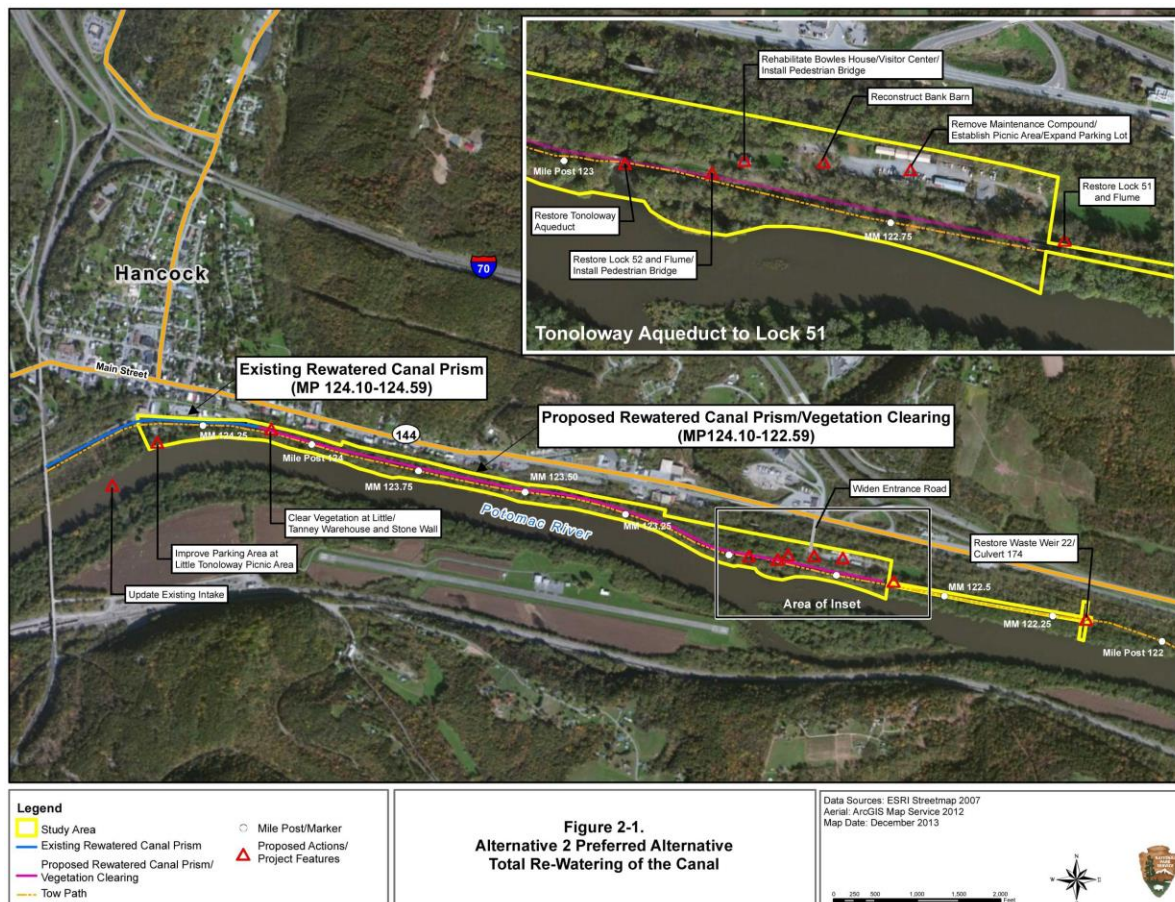 Hancock
70
Main Street
Existing Rewatered Canal Prism
(MP 124.10-124.59)
144
Proposed Rewatered Canal Prism/Vegetation Clearing
(MP124.10-122.59)
MM 124.25
Mile Post 124
MM 123.75
MM 123.50
MM 123.25
Potomac River
Clear Vegetation at Little/
Tanney Warehouse and Stone Wall
Improve Parking Area at
Little Tonoloway Picnic Area
Update Existing Intake
Widen Entrance Road
Restore Waste Weir 22/
Culvert 174
Area of Inset
MM 122.5
MM 122.25
Mile Post 122
Rehabilitate Bowles House/Visitor Center/
Install Pedestrian Bridge
Reconstruct Bank Barn
Remove Maintenance Compound/
Establish Picnic Area/Expand Parking Lot
Mile Post 123
Restore Tonoloway
Aqueduct
Restore Lock 52 and Flume/
Install Pedestrian Bridge
MM 122.75
Restore Lock 51
and Flume
Tonoloway Aqueduct to Lock 51
Legend
Study Area
Existing Rewatered Canal Prism
Proposed Rewatered Canal Prism/
Vegetation Clearing
Tow Path
Mile Post/Marker
Proposed Actions/
Project Features
Figure 2-1.
Alternative 2 Preferred Alternative
Total Re-Watering of the Canal
Data Sources: ESRI Streetmap 2007
Aerial: ArcGIS Map Service 2012
Map Date: December 2013
0 250 500 1,000 1,500 2,000
Feet
N
W E
S